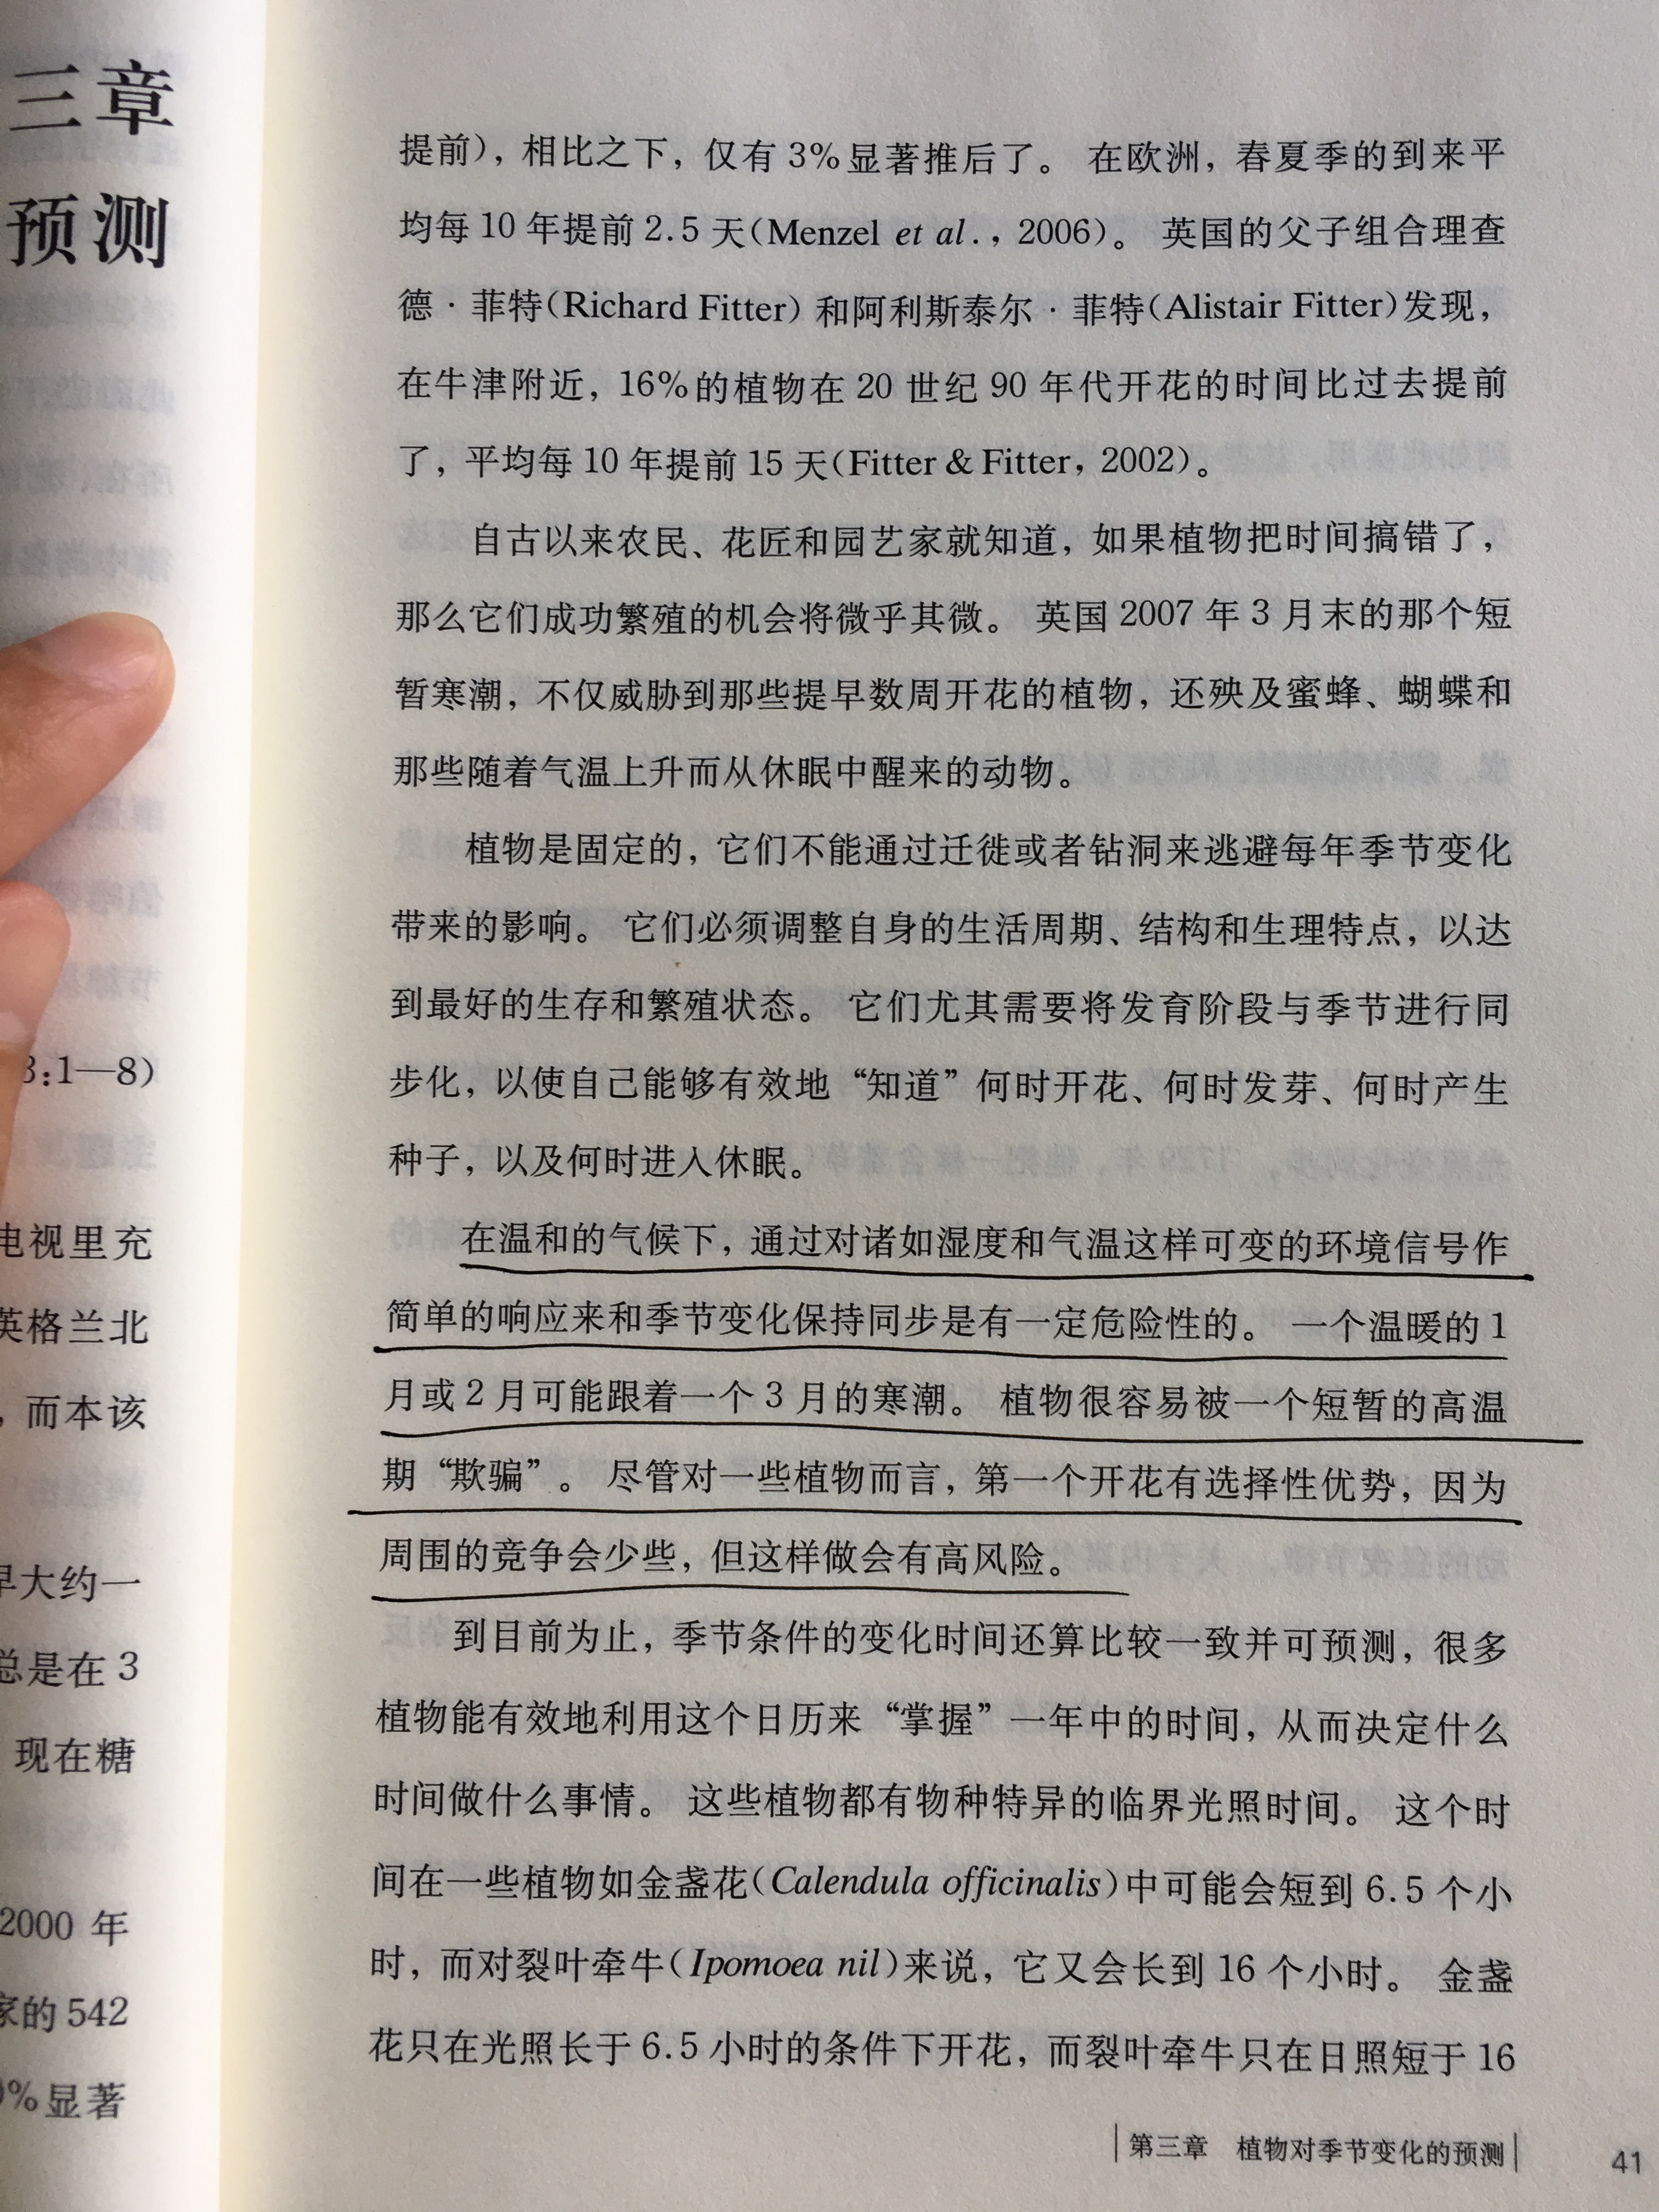 三章
预测
3:1—8)
电视里充
英格兰北
，而本该
早大约一
总是在 3
现在糖
2000 年
家的 542
%显著
提前)，相比之下，仅有 3%显著推后了。 在欧洲，春夏季的到来平
均每 10 年提前 2.5 天(Menzel et al.，2006)。 英国的父子组合理查
德·菲特(Richard Fitter) 和阿利斯泰尔·菲特(Alistair Fitter)发现，
在牛津附近，16%的植物在 20 世纪 90 年代开花的时间比过去提前
了，平均每 10 年提前 15 天(Fitter & Fitter，2002)。
自古以来农民、花匠和园艺家就知道，如果植物把时间搞错了，
那么它们成功繁殖的机会将微乎其微。 英国 2007 年 3 月末的那个短
暂寒潮，不仅威胁到那些提早数周开花的植物，还殃及蜜蜂、蝴蝶和
那些随着气温上升而从休眠中醒来的动物。
植物是固定的，它们不能通过迁徙或者钻洞来逃避每年季节变化
带来的影响。 它们必须调整自身的生活周期、结构和生理特点，以达
到最好的生存和繁殖状态。 它们尤其需要将发育阶段与季节进行同
步化，以使自己能够有效地“知道”何时开花、何时发芽、何时产生
种子，以及何时进入休眠。
在温和的气候下，通过对诸如湿度和气温这样可变的环境信号作
简单的响应来和季节变化保持同步是有一定危险性的。 一个温暖的 1
月或 2 月可能跟着一个 3 月的寒潮。 植物很容易被一个短暂的高温
期“欺骗”。 尽管对一些植物而言，第一个开花有选择性优势，因为
周围的竞争会少些，但这样做会有高风险。
到目前为止，季节条件的变化时间还算比较一致并可预测，很多
植物能有效地利用这个日历来“掌握”一年中的时间，从而决定什么
时间做什么事情。 这些植物都有物种特异的临界光照时间。 这个时
间在一些植物如金盏花(Calendula officinalis)中可能会短到 6.5 个小
时，而对裂叶牵牛(Ipomoea nil)来说，它又会长到 16 个小时。 金盏
花只在光照长于 6.5 小时的条件下开花，而裂叶牵牛只在日照短于 16
第三章 植物对季节变化的预测
41